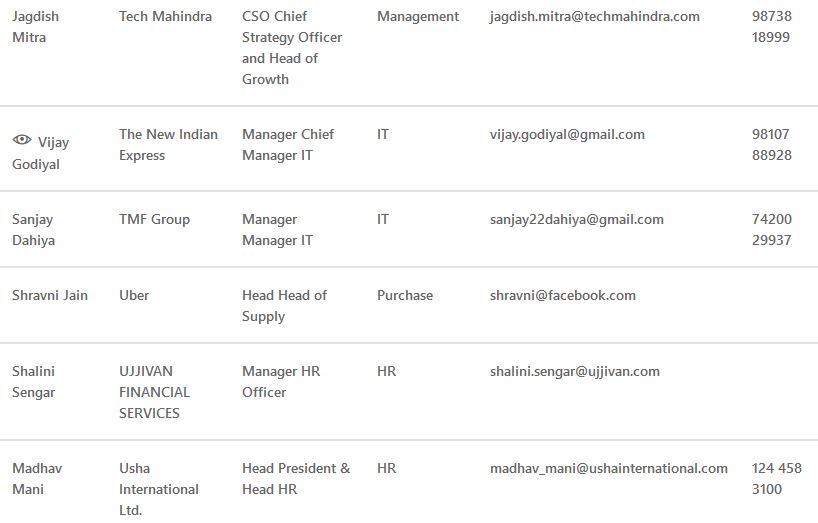 Jagdish Mitra Tech Mahindra CSO Chief Strategy Officer and Head of Growth Management jagdish.mitra@techmahindra.com 98738 18999
Vijay Godiyal The New Indian Express Manager Chief Manager IT IT vijay.godiyal@gmail.com 98107 88928
Sanjay Dahiya TMF Group Manager Manager IT IT sanjay22dahiya@gmail.com 74200 29937
Shravni Jain Uber Head Head of Supply Purchase shravni@facebook.com
Shalini Sengar UJJIVAN FINANCIAL SERVICES Manager HR Officer HR shalini.sengar@ujjivan.com
Madhav Mani Usha International Ltd. Head President & Head HR HR madhav_mani@ushainternational.com 124 458 3100